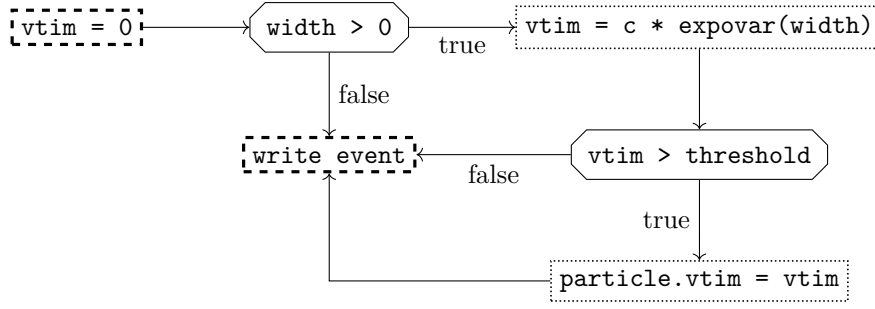 vtim = 0
width > 0
true
vtim = c * expovar(width)
false
write event
false
vtim > threshold
true
particle.vtim = vtim